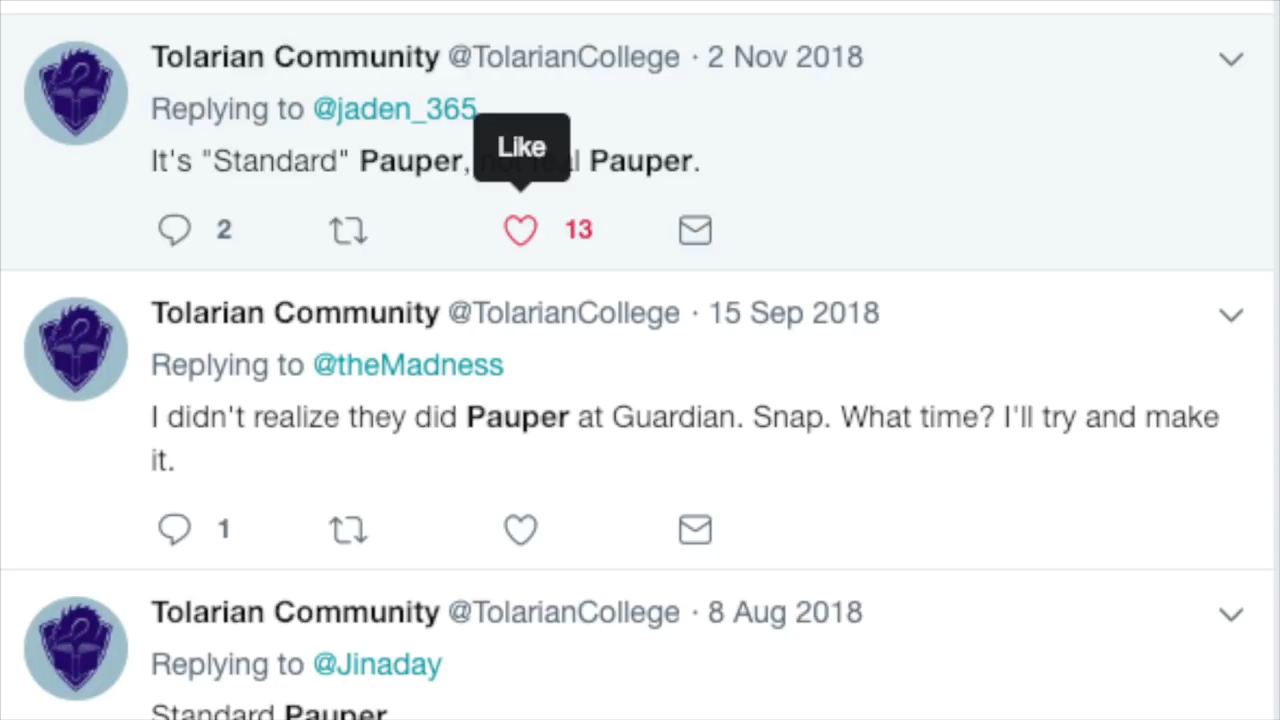 Tolarian Community @TolarianCollege · 2 Nov 2018
Replying to @jaden_365
Like
It's "Standard" Pauper, not real Pauper.
2 13
Tolarian Community @TolarianCollege · 15 Sep 2018
Replying to @theMadness
I didn't realize they did Pauper at Guardian. Snap. What time? I'll try and make
it.
1
Tolarian Community @TolarianCollege · 8 Aug 2018
Replying to @Jinaday
Standard Pauper